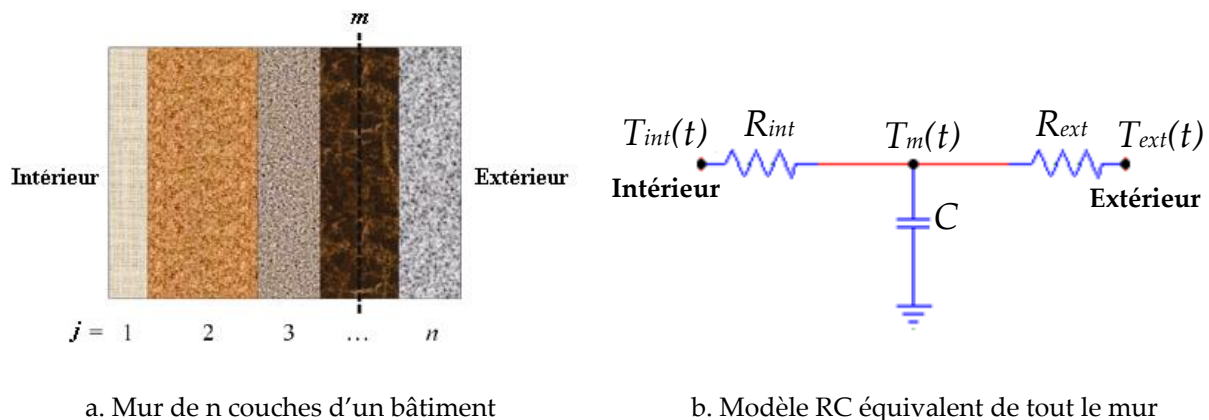 m
Intérieur
Extérieur
j = 1 2 3 ... n
a. Mur de n couches d'un bâtiment
Tint(t) Rint Tm(t) Rext Text(t)
Intérieur
Extérieur
C
b. Modèle RC équivalent de tout le mur